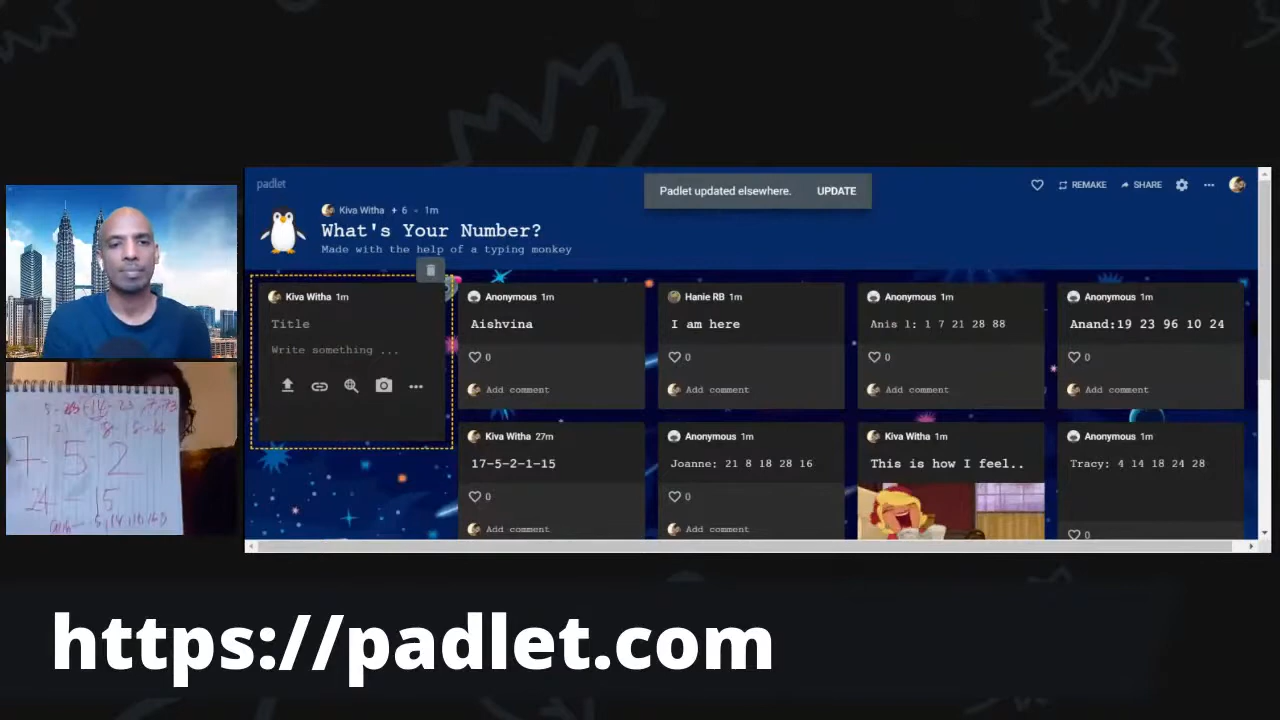 padlet
Padlet updated elsewhere. UPDATE
REMAKE SHARE
Kiva Witha + 6 - 1m
What's Your Number?
Made with the help of a typing monkey
Kiva Witha 1m
Title
Write something ...
Anonymous 1m
Aishvina
0
Add comment
Hanie RB 1m
I am here
0
Add comment
Anonymous 1m
Anis l: 1 7 21 28 88
0
Add comment
Anonymous 1m
Anand:19 23 96 10 24
0
Add comment
Kiva Witha 27m
17-5-2-1-15
0
Add comment
Anonymous 1m
Joanne: 21 8 18 28 16
0
Add comment
Kiva Witha 1m
This is how I feel..
Anonymous 1m
Tracy: 4 14 18 24 28
0
7-5-2
24 - 15
https://padlet.com